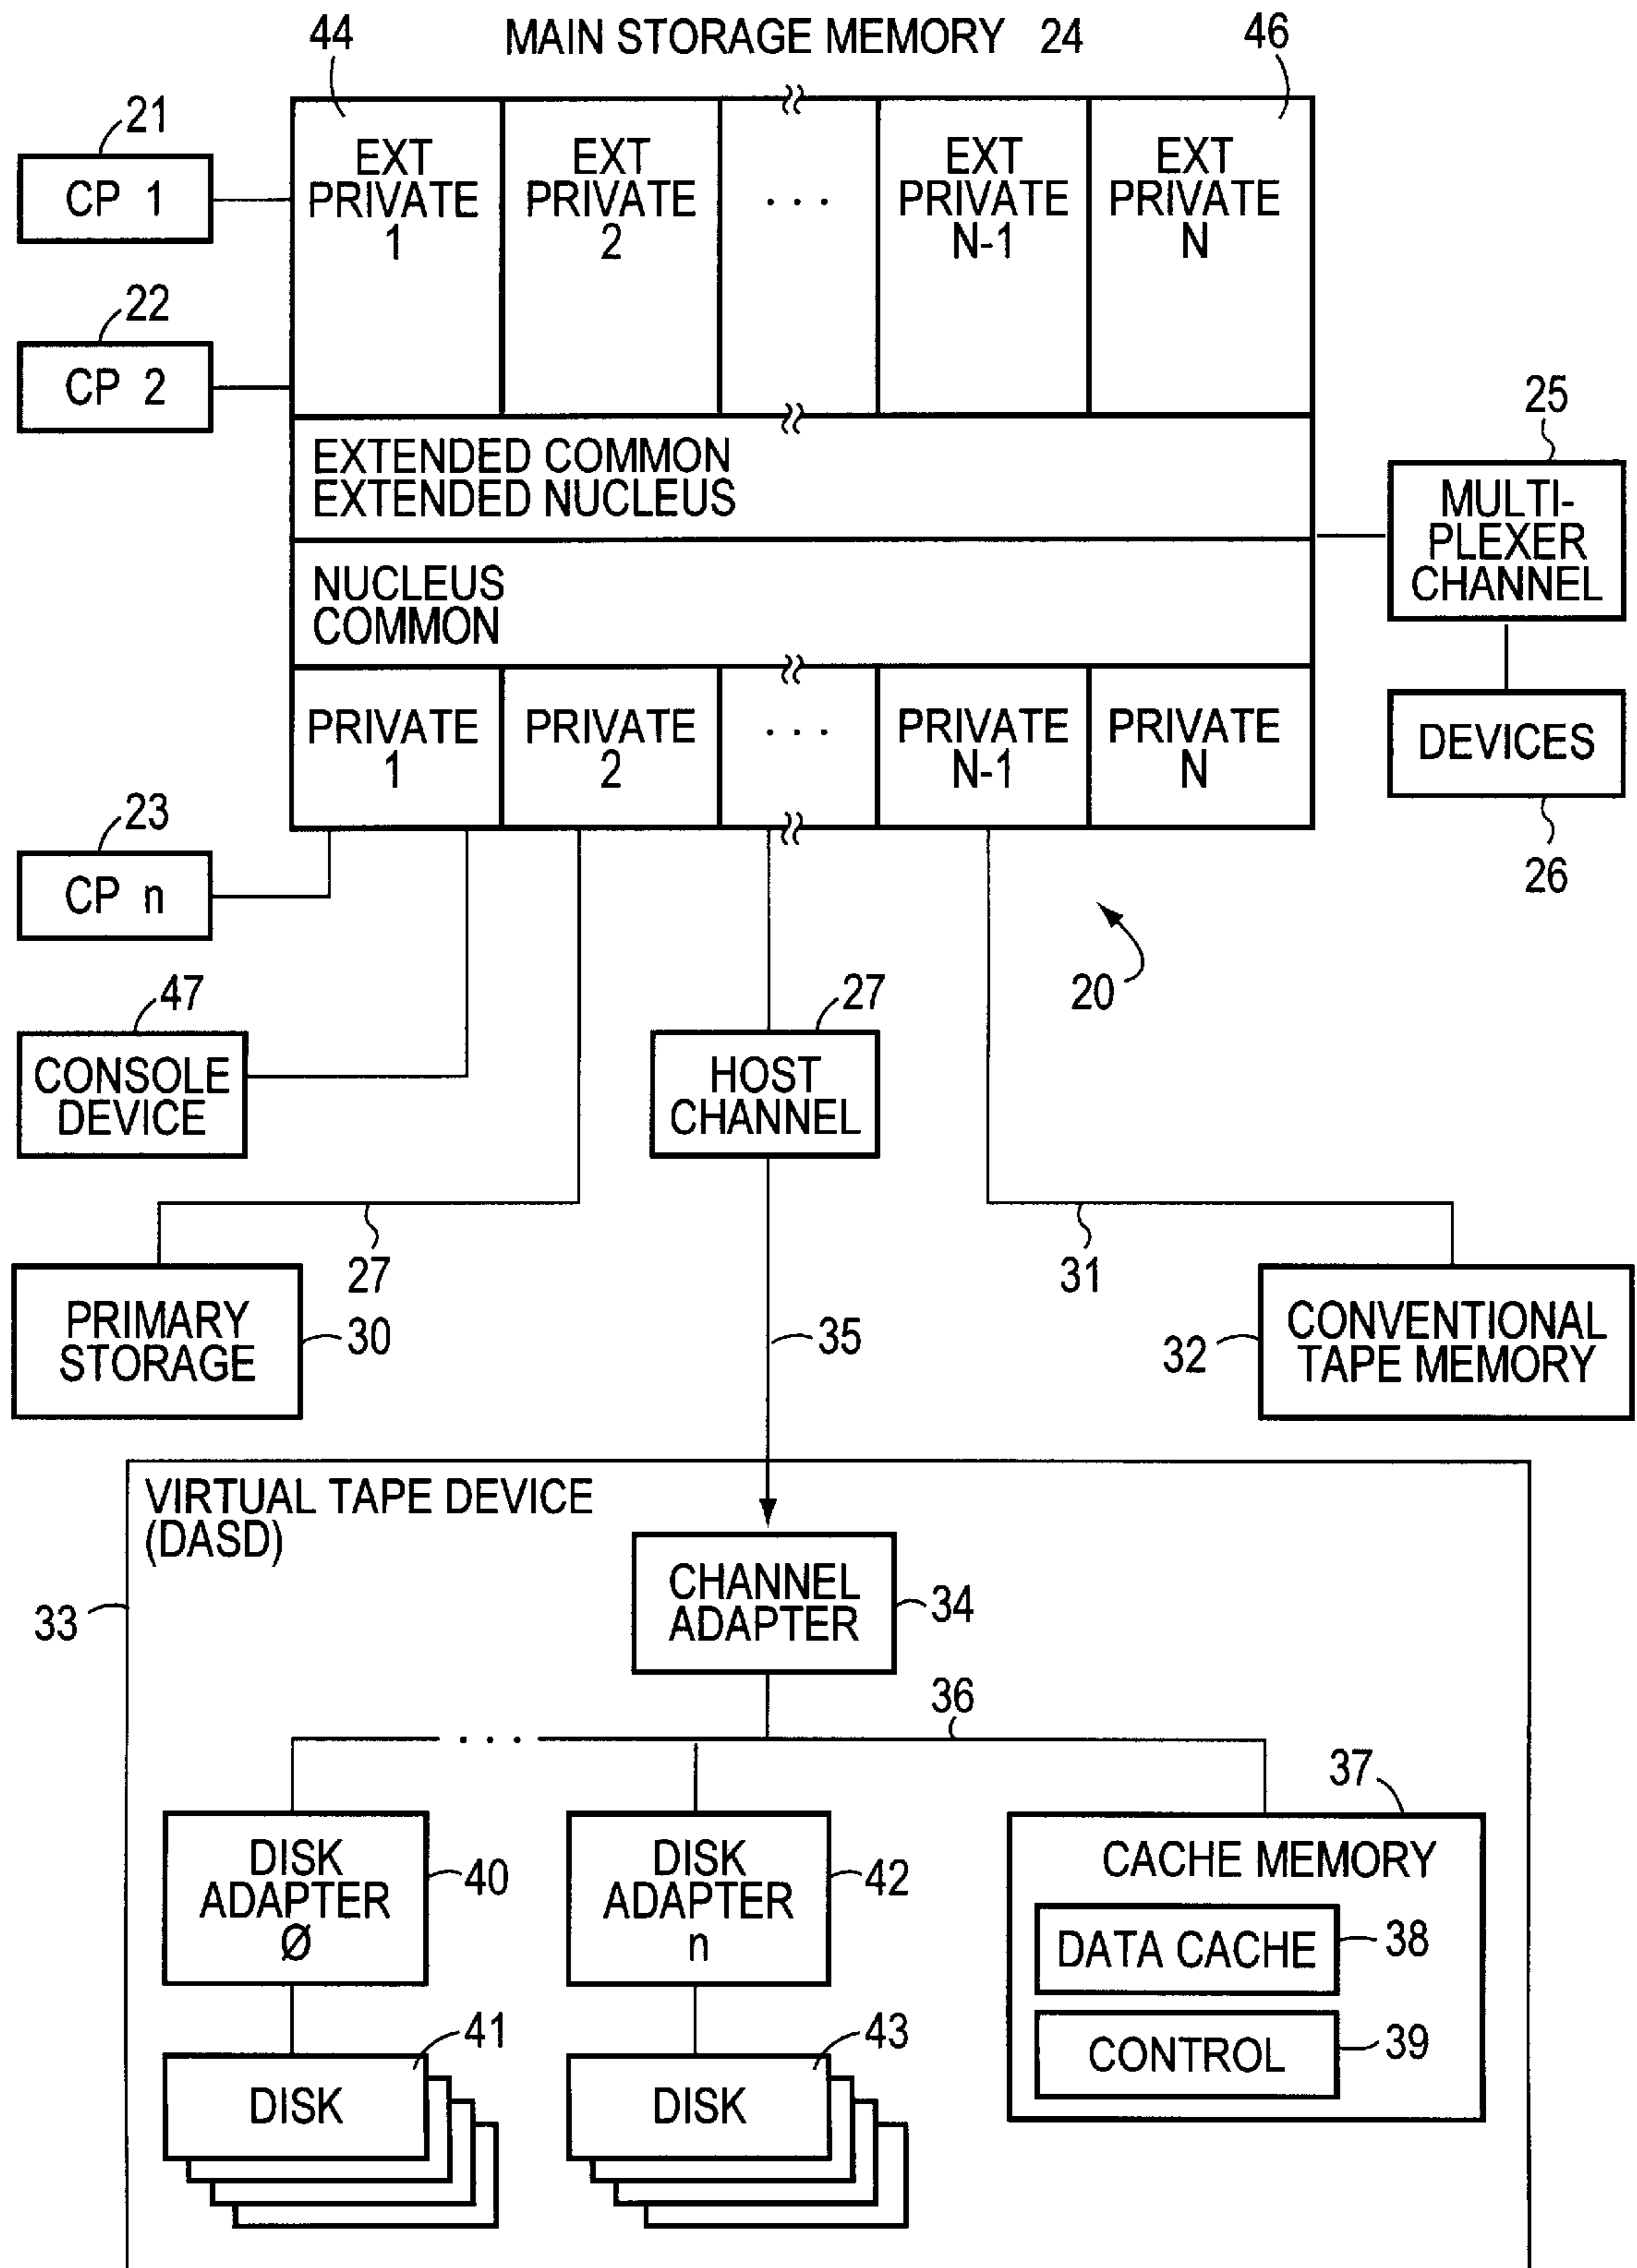 44
MAIN STORAGE MEMORY 24
46
21
CP 1
22
CP 2
EXT
PRIVATE
1
EXT
PRIVATE
2
. . .
EXT
PRIVATE
N-1
EXT
PRIVATE
N
EXTENDED COMMON
EXTENDED NUCLEUS
NUCLEUS
COMMON
PRIVATE
1
PRIVATE
2
. . .
PRIVATE
N-1
PRIVATE
N
25
MULTI-
PLEXER
CHANNEL
DEVICES
26
23
CP n
20
47
CONSOLE
DEVICE
27
HOST
CHANNEL
27
31
PRIMARY
STORAGE
30
35
32
CONVENTIONAL
TAPE MEMORY
VIRTUAL TAPE DEVICE
(DASD)
33
CHANNEL
ADAPTER
34
36
. . .
37
DISK
ADAPTER
Ø
40
DISK
ADAPTER
n
42
CACHE MEMORY
DATA CACHE
38
CONTROL
39
41
DISK
43
DISK